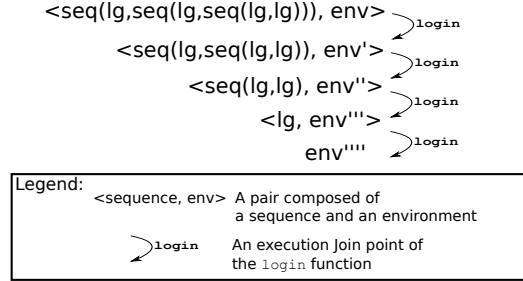 <seq(lg,seq(lg,seq(lg,lg))), env>
login
<seq(lg,seq(lg,lg)), env'>
login
<seq(lg,lg), env''>
login
<lg, env'''>
login
env''''
Legend:
<sequence, env> A pair composed of
a sequence and an environment
login An execution Join point of
the login function